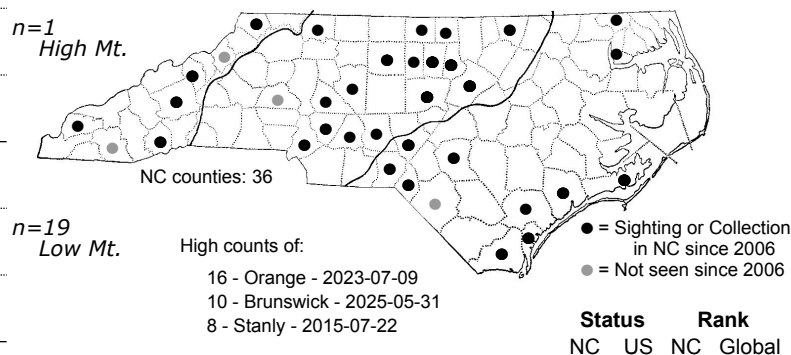 n=1
High Mt.
NC counties: 36
n=19
Low Mt.
High counts of:
16 - Orange - 2023-07-09
10 - Brunswick - 2025-05-31
8 - Stanly - 2015-07-22
= Sighting or Collection
in NC since 2006
= Not seen since 2006
Status Rank
NC US NC Global